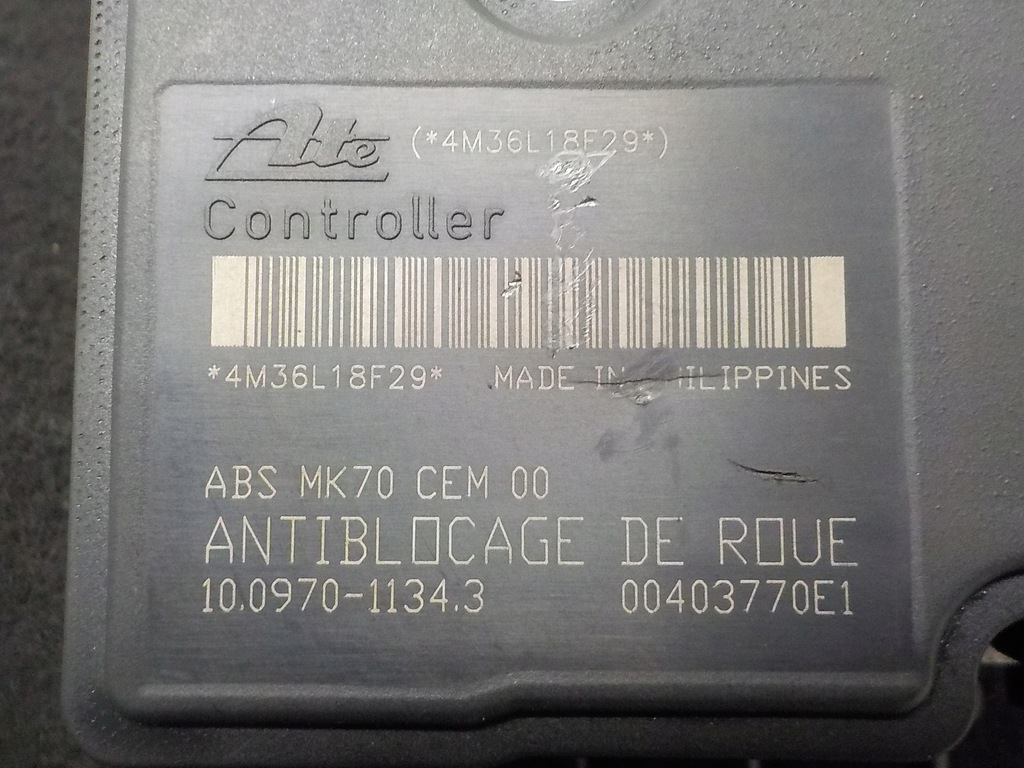 Ate (*4M36L18F29*)
Controller
*4M36L18F29* MADE IN PHILIPPINES
ABS MK70 CEM 00
ANTIBLOCAGE DE ROUE
10.0970-1134.3 00403770E1